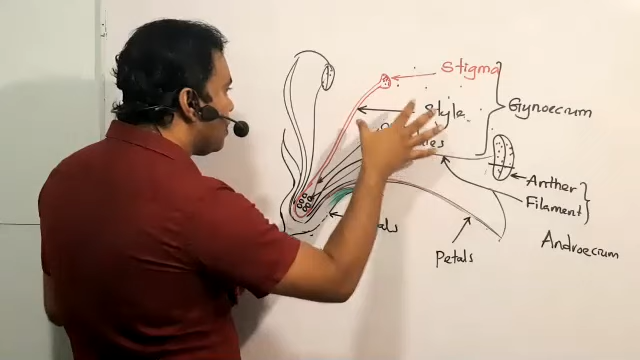 Stigma
Style
Gynoecium
Anther
Filament
Androecium
Petals